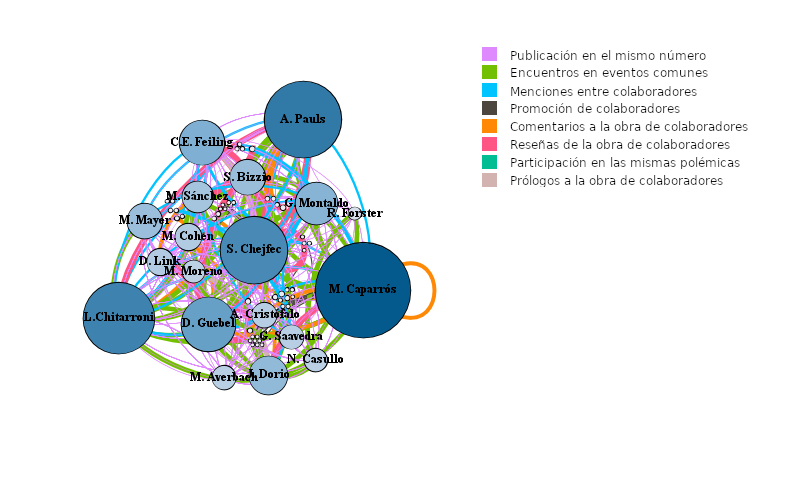 Publicación en el mismo número
Encuentros en eventos comunes
Menciones entre colaboradores
Promoción de colaboradores
Comentarios a la obra de colaboradores
Reseñas de la obra de colaboradores
Participación en las mismas polémicas
Prólogos a la obra de colaboradores
A. Pauls
C.E. Feiling
S. Bizzio
M. Sánchez
G. Montaldo
R. Forster
M. Mayer
M. Cohen
S. Chejfec
D. Link
M. Moreno
M. Caparrós
L.Chitarroni
D. Guebel
A. Cristófalo
G. Saavedra
N. Casullo
M. Averbach
J. Dorio